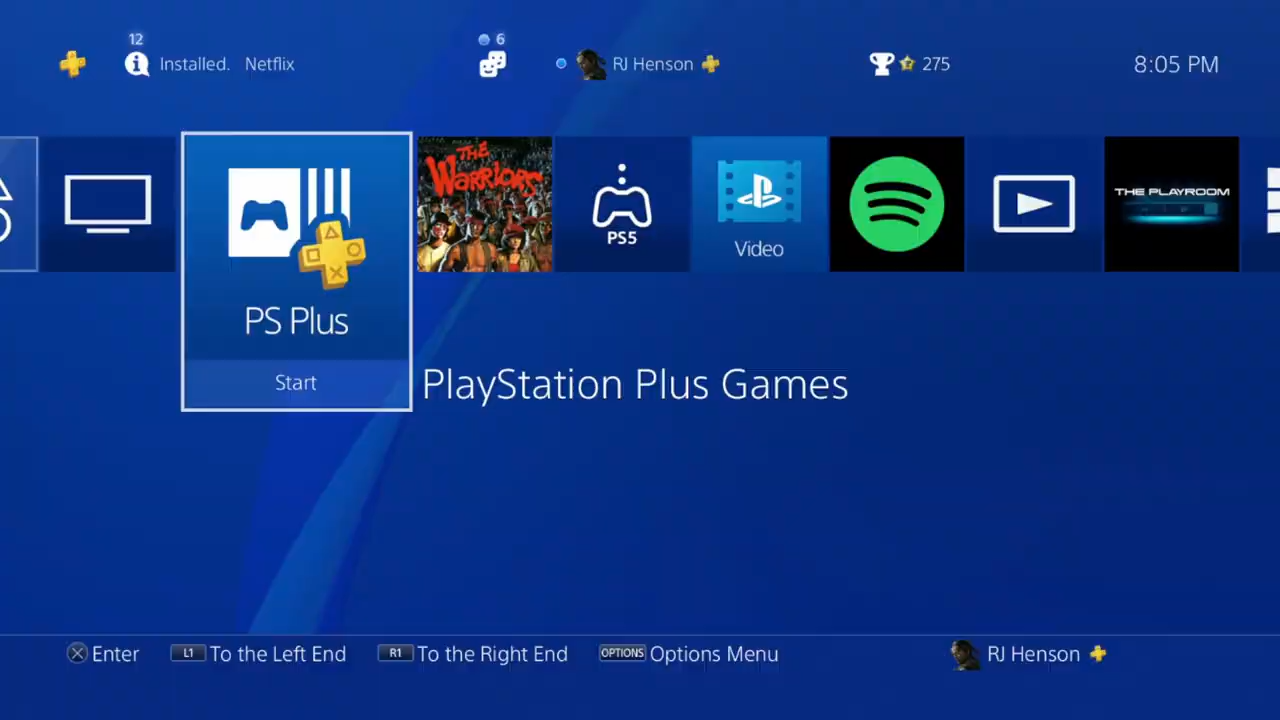 12
Installed. Netflix
6
RJ Henson
275
8:05 PM
THE WARRIORS
PS5
Video
THE PLAYROOM
PS Plus
Start
PlayStation Plus Games
Enter
L1 To the Left End
R1 To the Right End
OPTIONS Options Menu
RJ Henson